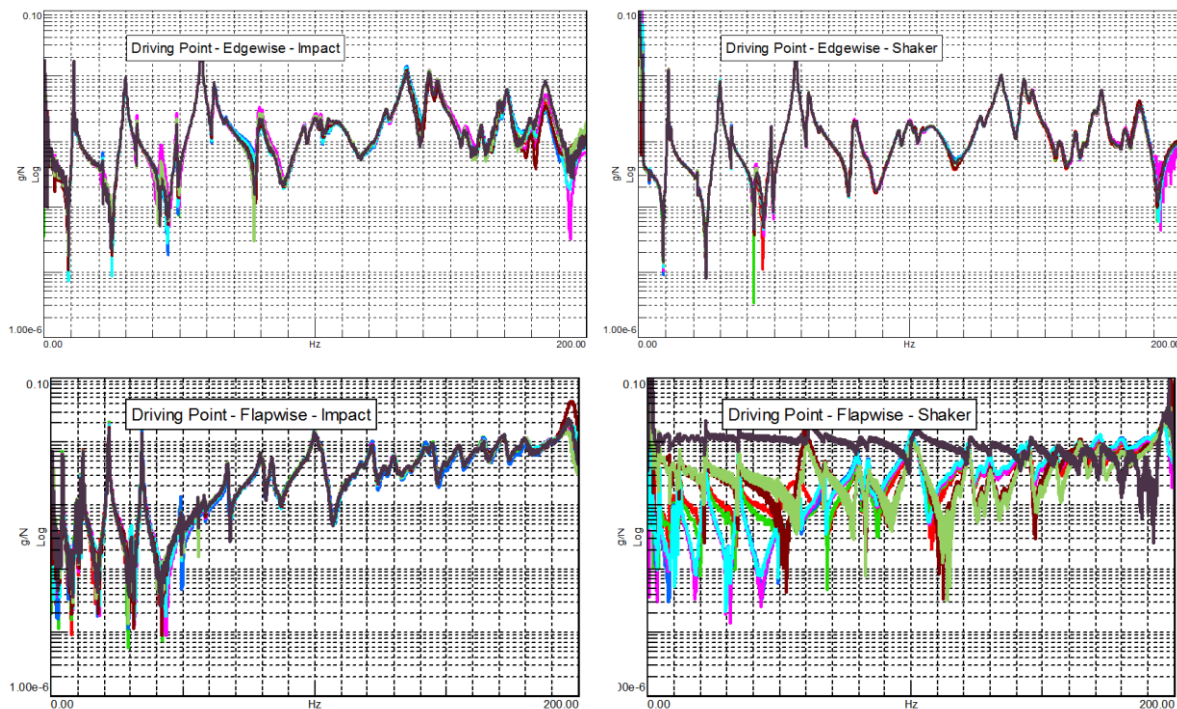 0.10
Driving Point - Edgewise - Impact
g/N
Log
1.00e-6
0.00
Hz
200.00
0.10
Driving Point - Edgewise - Shaker
g/N
Log
1.00e-6
0.00
Hz
200.00
0.10
Driving Point - Flapwise - Impact
g/N
Log
1.00e-6
0.00
Hz
200.00
0.10
Driving Point - Flapwise - Shaker
g/N
Log
00e-6
0.00
Hz
200.00